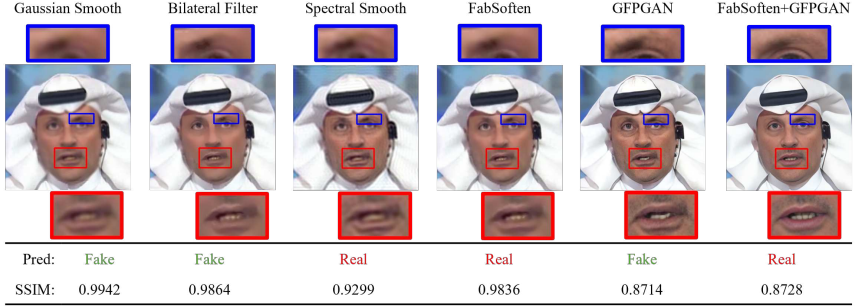 Gaussian Smooth Bilateral Filter Spectral Smooth FabSoften GFPGAN FabSoften+GFPGAN
Pred: Fake Fake Real Real Fake Real
SSIM: 0.9942 0.9864 0.9299 0.9836 0.8714 0.8728